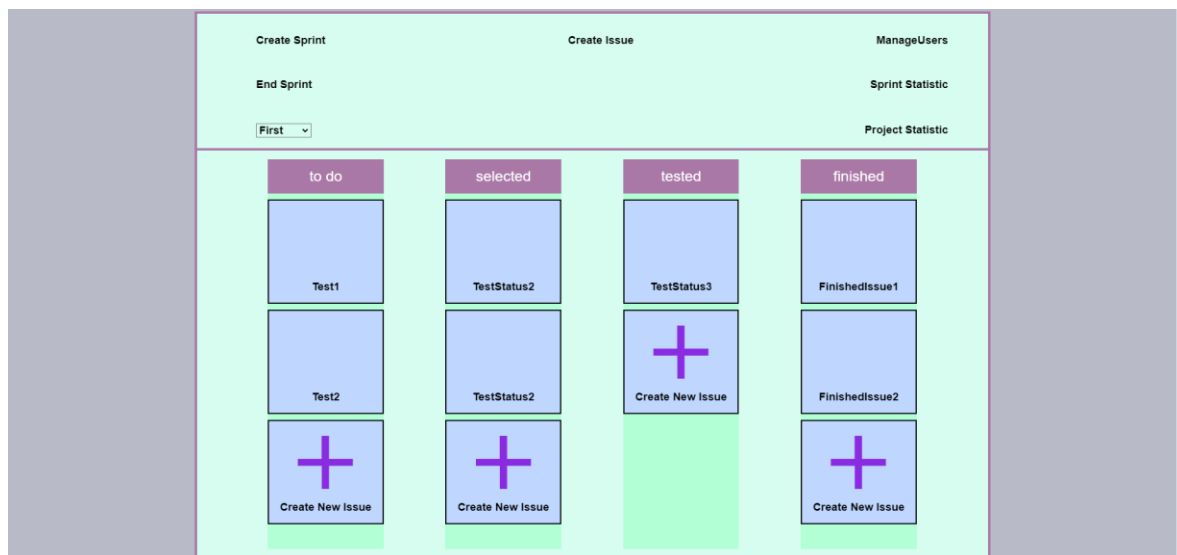 Create Sprint Create Issue ManageUsers
End Sprint Sprint Statistic
First Project Statistic
to do selected tested finished
Test1 TestStatus2 TestStatus3 FinishedIssue1
Test2 TestStatus2 Create New Issue FinishedIssue2
Create New Issue Create New Issue Create New Issue